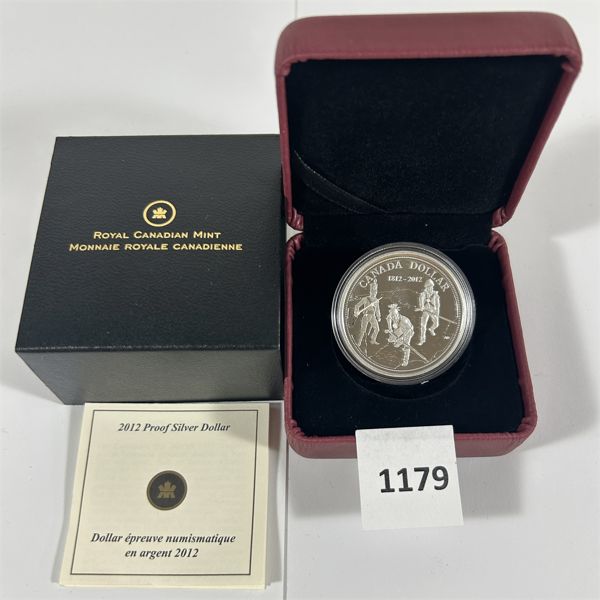 ROYAL CANADIAN MINT
MONNAIE ROYALE CANADIENNE
CANADA DOLLAR
1812-2012
2012 Proof Silver Dollar
Dollar épreuve numismatique
en argent 2012
1179